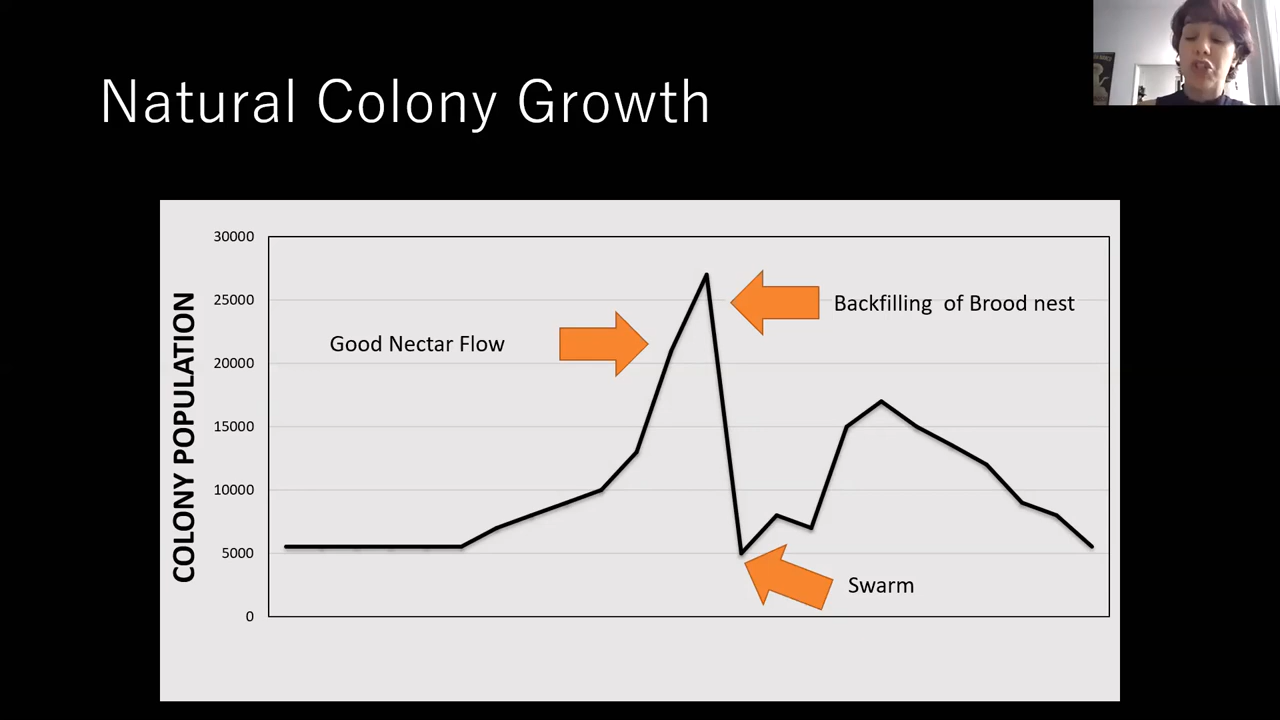 Natural Colony Growth
COLONY POPULATION
30000
25000
20000
15000
10000
5000
0
Good Nectar Flow
Backfilling of Brood nest
Swarm